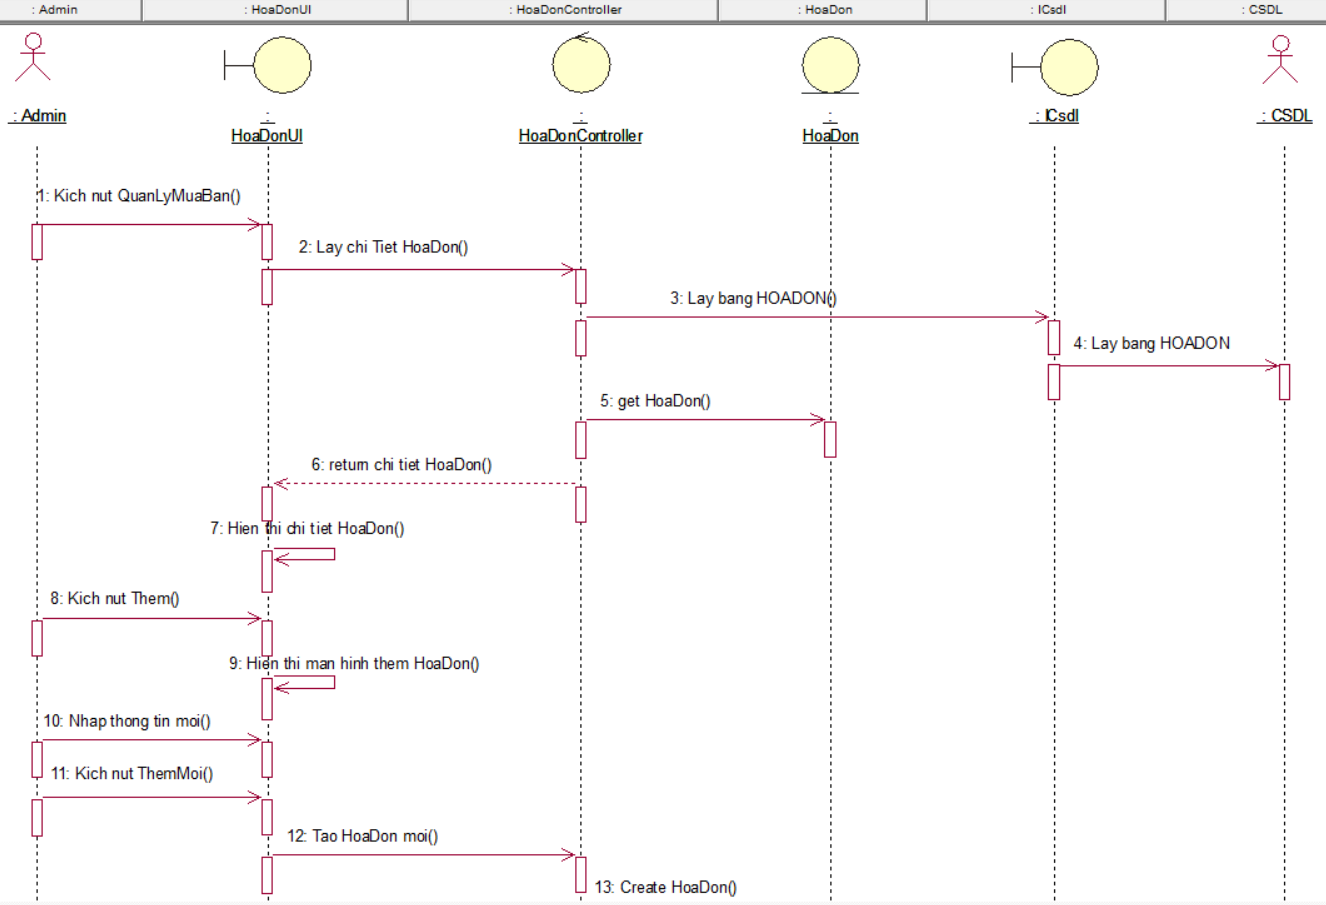 : Admin
: HoaDonUI
: HoaDonController
: HoaDon
: ICsdl
: CSDL
: Admin
:
HoaDonUI
:
HoaDonController
:
HoaDon
: ICsdl
: CSDL
1: Kich nut QuanLyMuaBan()
2: Lay chi Tiet HoaDon()
3: Lay bang HOADON()
4: Lay bang HOADON
5: get HoaDon()
6: return chi tiet HoaDon()
7: Hien thi chi tiet HoaDon()
8: Kich nut Them()
9: Hien thi man hinh them HoaDon()
10: Nhap thong tin moi()
11: Kich nut ThemMoi()
12: Tao HoaDon moi()
13: Create HoaDon()